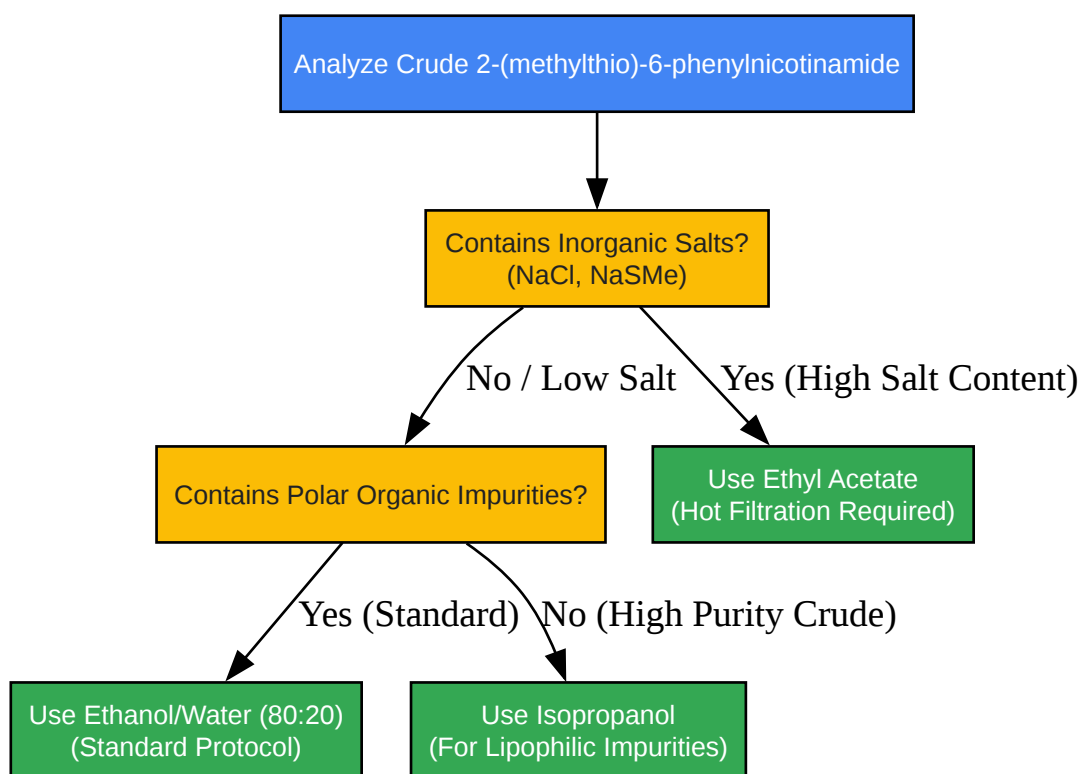 Analyze Crude 2-(methylthio)-6-phenylnicotinamide
Contains Inorganic Salts?
(NaCl, NaSMe)
No / Low Salt
Yes (High Salt Content)
Contains Polar Organic Impurities?
Use Ethyl Acetate
(Hot Filtration Required)
Yes (Standard)
No (High Purity Crude)
Use Ethanol/Water (80:20)
(Standard Protocol)
Use Isopropanol
(For Lipophilic Impurities)